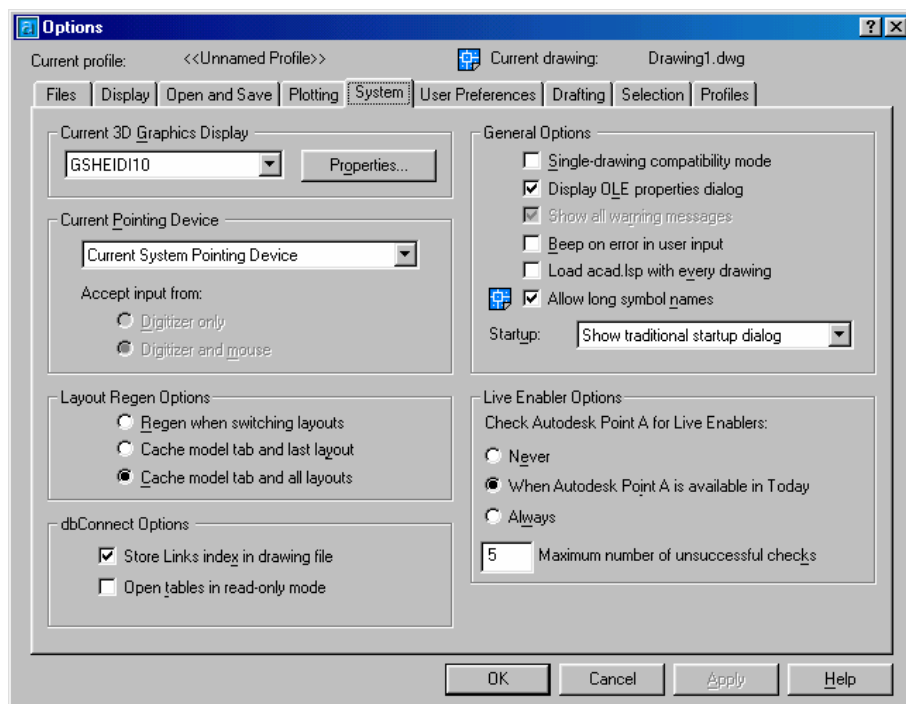 Options
Current profile: <<Unnamed Profile>> Current drawing: Drawing1.dwg
Files Display Open and Save Plotting System User Preferences Drafting Selection Profiles
Current 3D Graphics Display
GSHEIDI10 Properties...
Current Pointing Device
Current System Pointing Device
Accept input from:
Digitizer only
Digitizer and mouse
Layout Regen Options
Regen when switching layouts
Cache model tab and last layout
Cache model tab and all layouts
dbConnect Options
Store Links index in drawing file
Open tables in read-only mode
General Options
Single-drawing compatibility mode
Display OLE properties dialog
Show all warning messages
Beep on error in user input
Load acad.lsp with every drawing
Allow long symbol names
Startup: Show traditional startup dialog
Live Enabler Options
Check Autodesk Point A for Live Enablers:
Never
When Autodesk Point A is available in Today
Always
5 Maximum number of unsuccessful checks
OK Cancel Apply Help